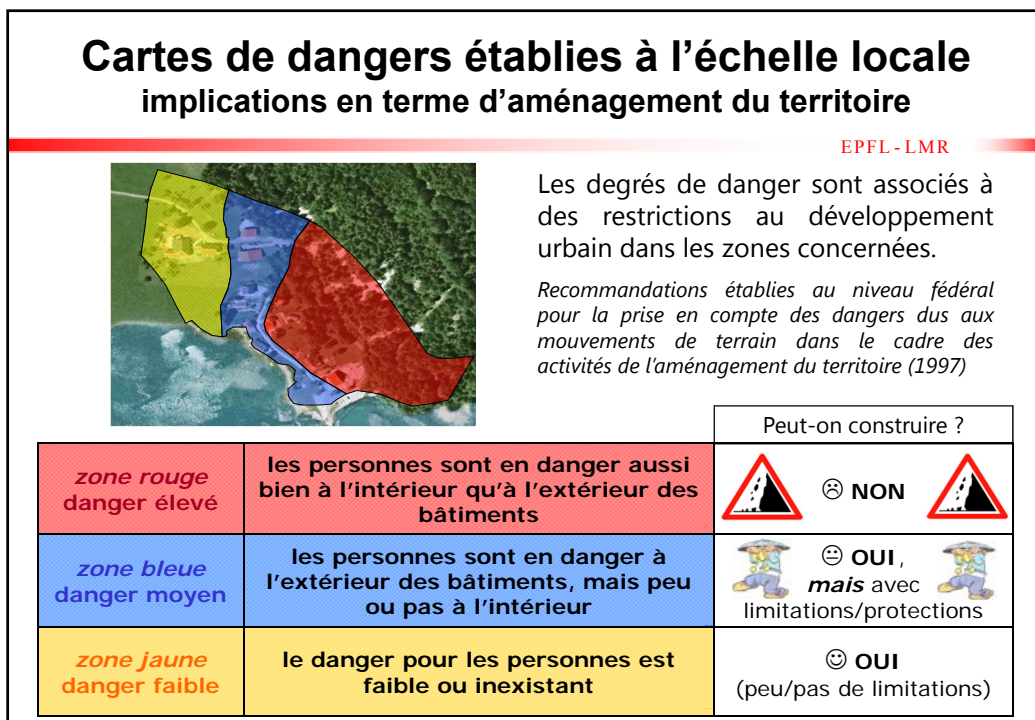 Cartes de dangers établies à l'échelle locale
implications en terme d'aménagement du territoire
EPFL - LMR
Les degrés de danger sont associés à
des restrictions au développement
urbain dans les zones concernées.
Recommandations établies au niveau fédéral
pour la prise en compte des dangers dus aux
mouvements de terrain dans le cadre des
activités de l'aménagement du territoire (1997)
Peut-on construire ?
zone rouge
danger élevé
les personnes sont en danger aussi
bien à l'intérieur qu'à l'extérieur des
bâtiments
☹ NON
zone bleue
danger moyen
les personnes sont en danger à
l'extérieur des bâtiments, mais peu
ou pas à l'intérieur
😐 OUI,
mais avec
limitations/protections
zone jaune
danger faible
le danger pour les personnes est
faible ou inexistant
☺ OUI
(peu/pas de limitations)